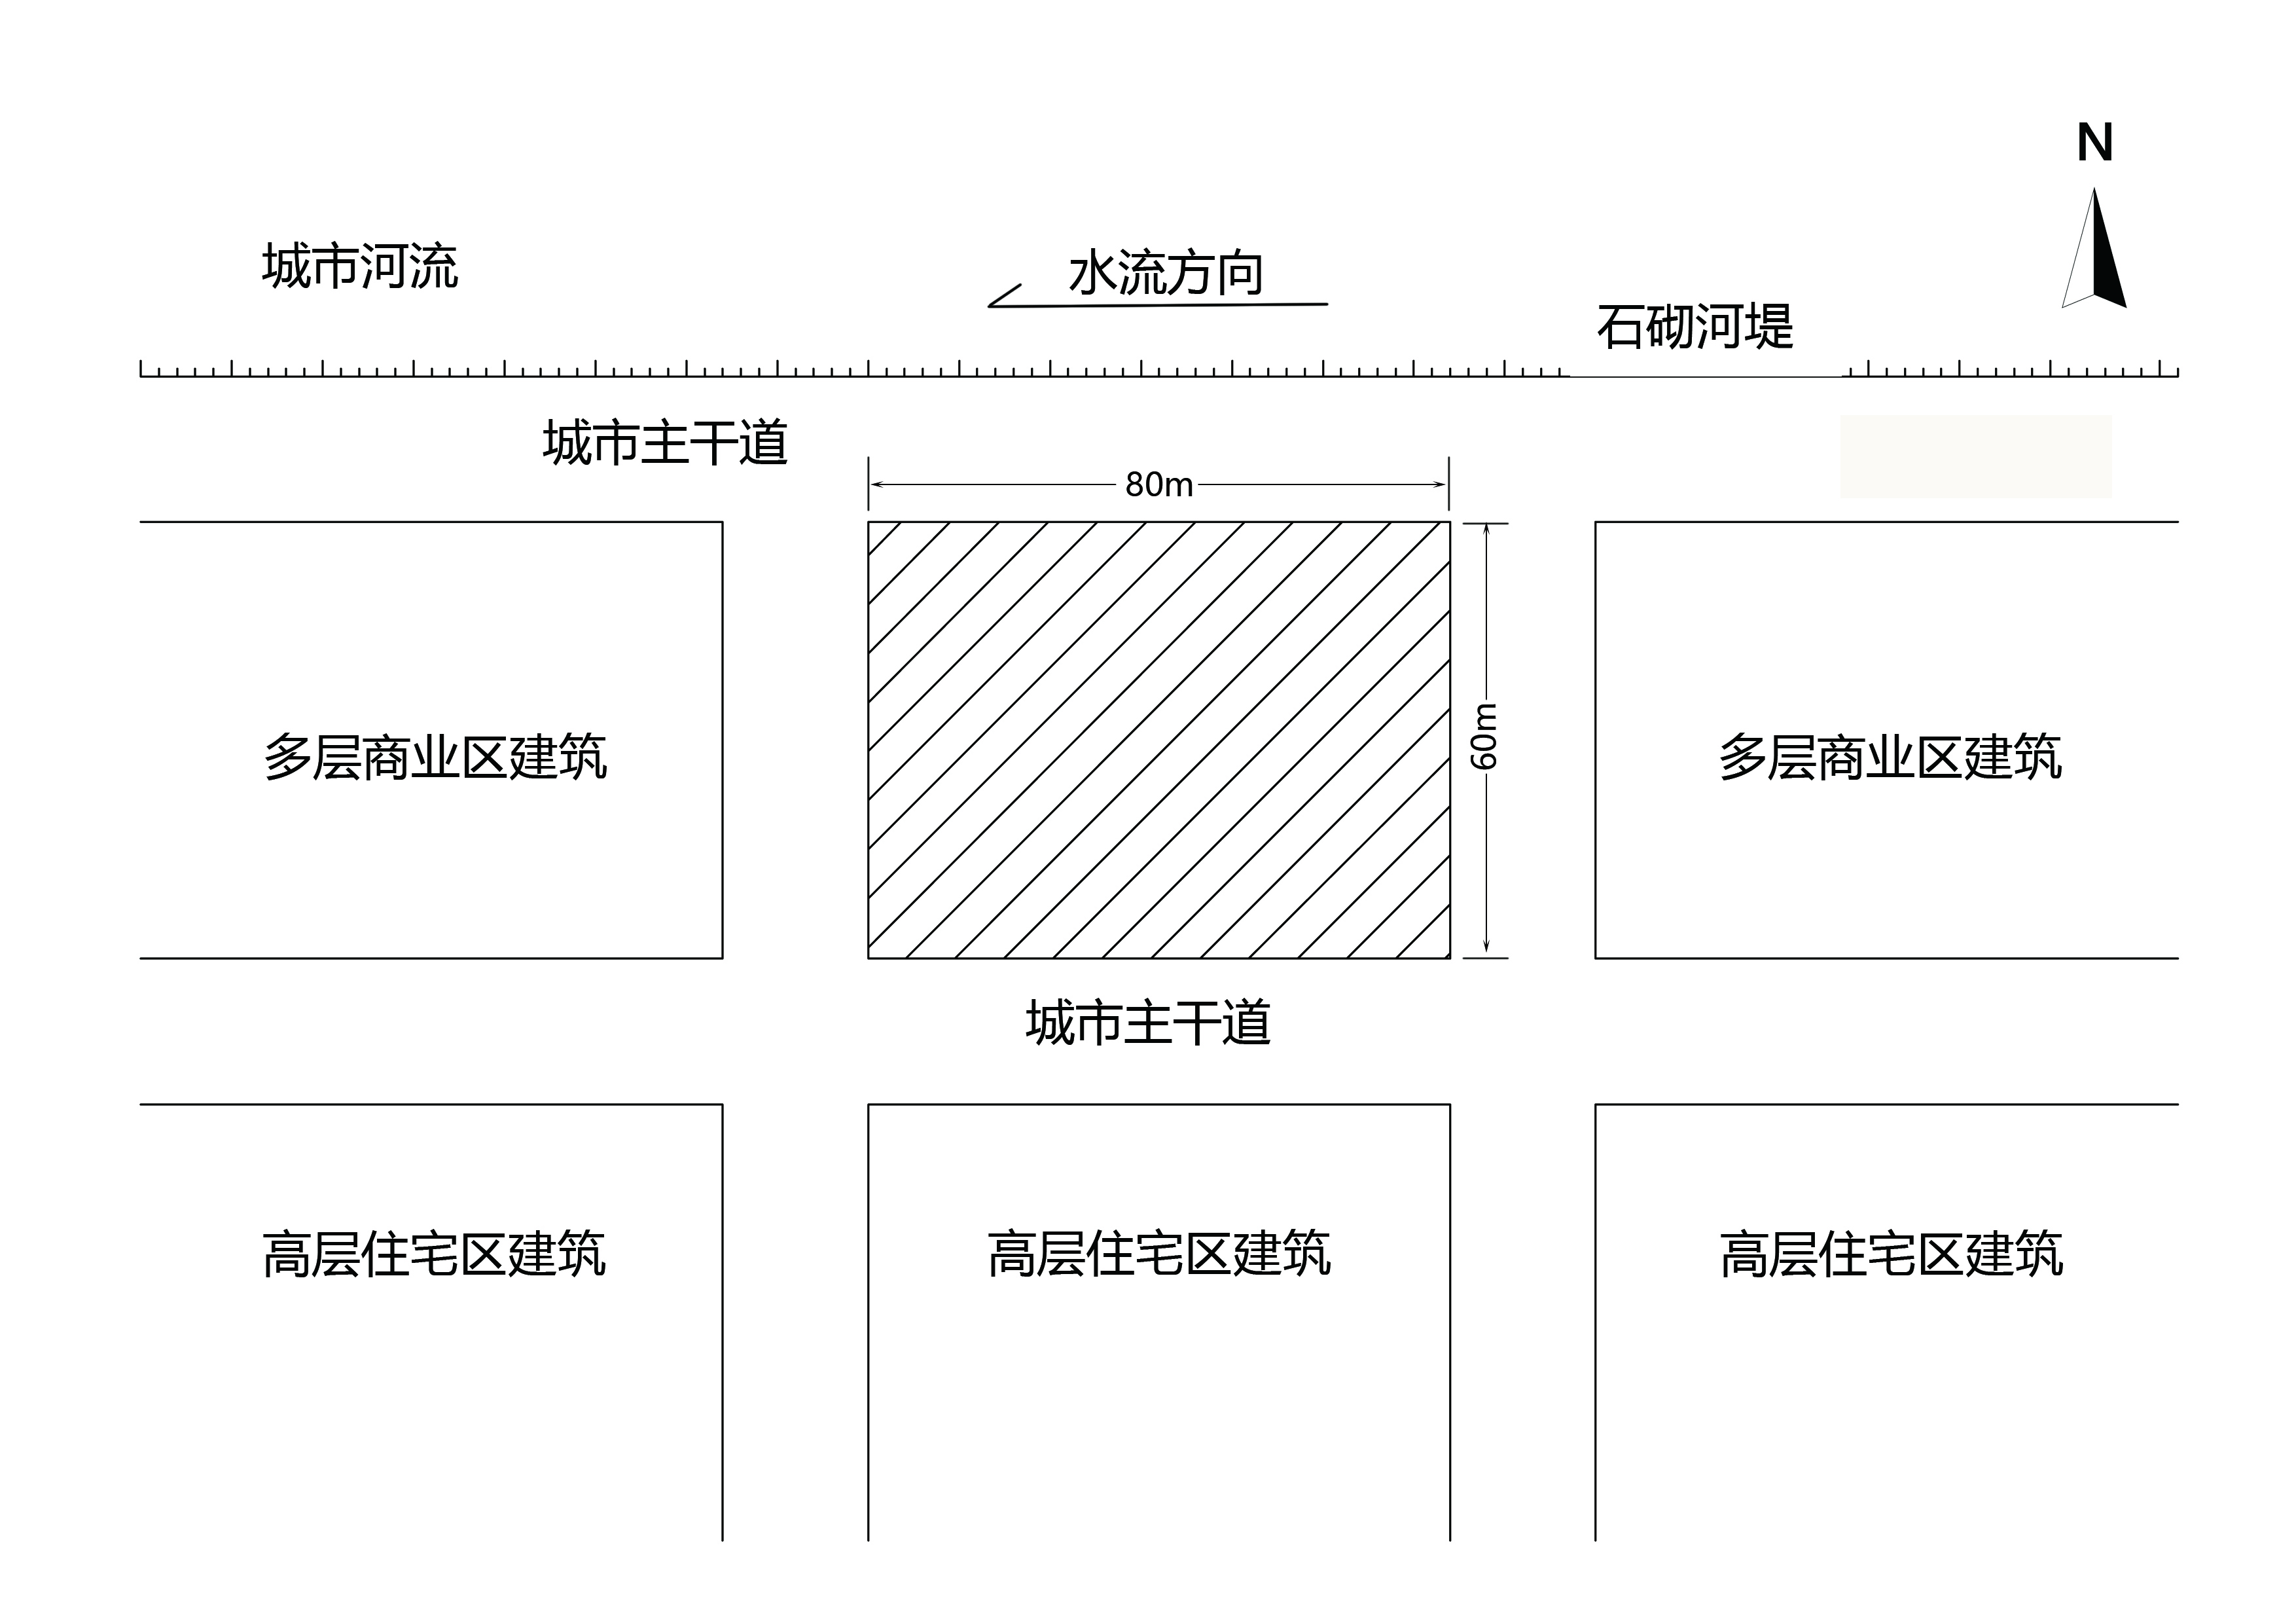 N
城市河流
水流方向
石砌河堤
城市主干道
80m
60m
多层商业区建筑
多层商业区建筑
城市主干道
高层住宅区建筑
高层住宅区建筑
高层住宅区建筑